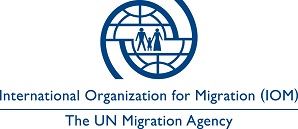 International Organization for Migration (IOM)
The UN Migration Agency